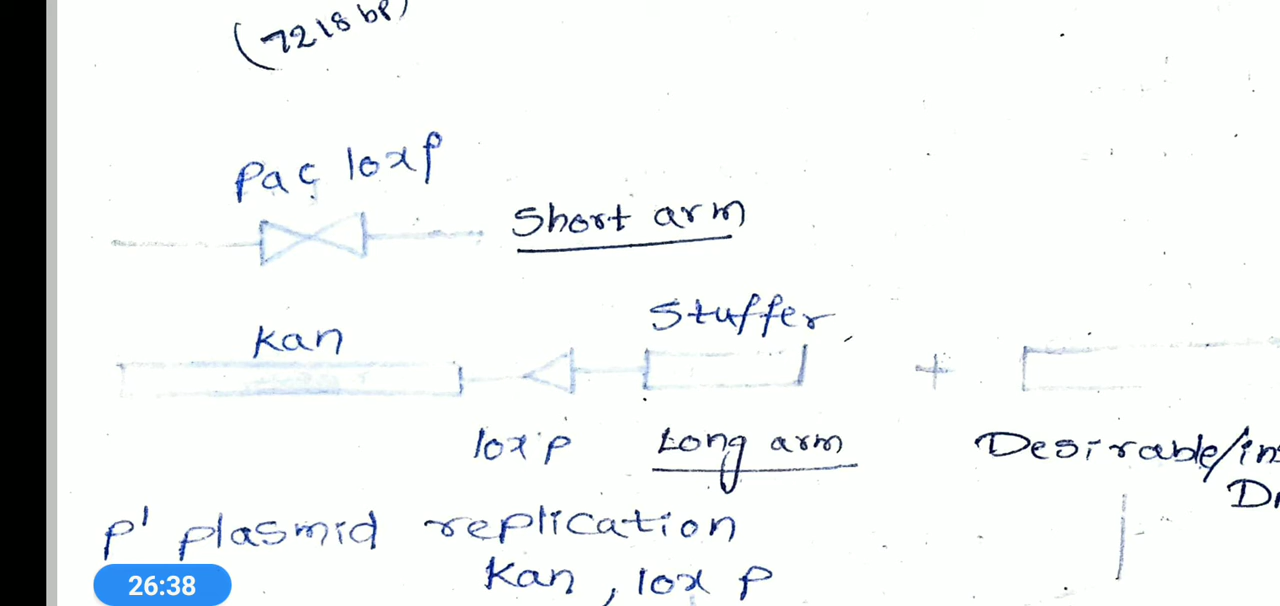 (7218 bp)
Pac loxp
Short arm
Kan
Stuffer
loxp
Long arm
Desirable/in
P' plasmid replication
Kan, lox P
26:38